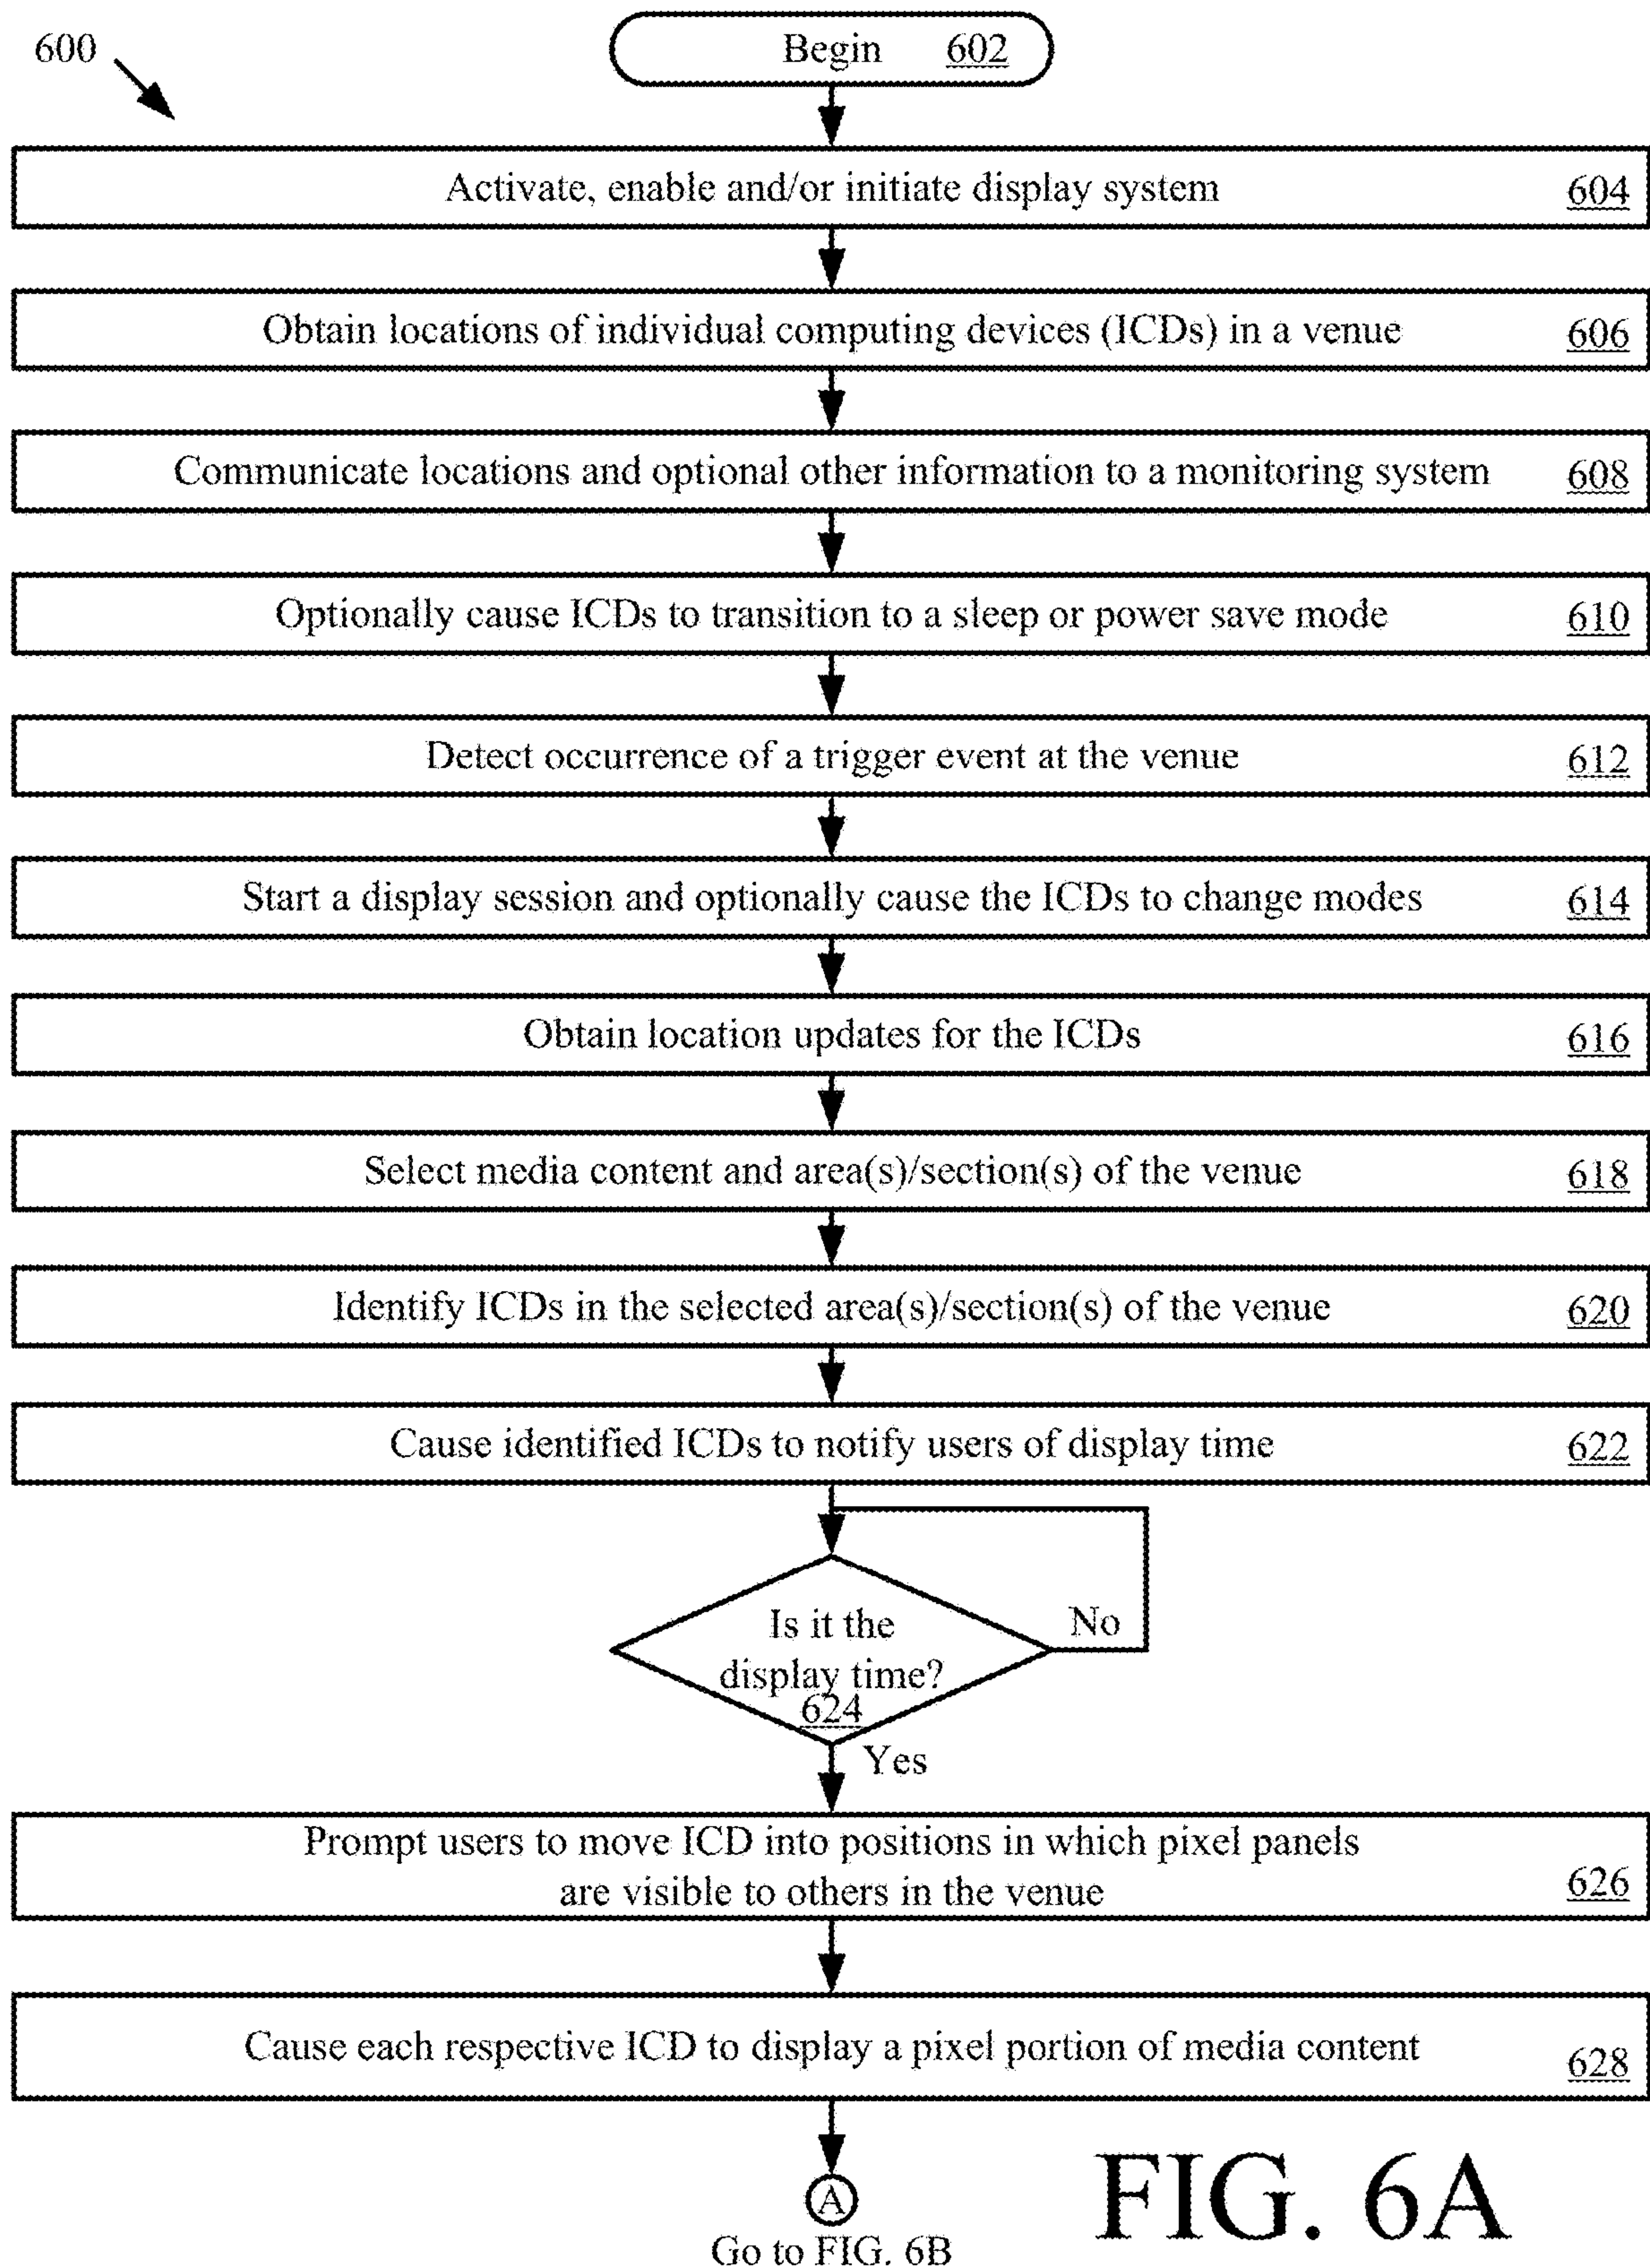 600
Begin 602
Activate, enable and/or initiate display system 604
Obtain locations of individual computing devices (ICDs) in a venue 606
Communicate locations and optional other information to a monitoring system 608
Optionally cause ICDs to transition to a sleep or power save mode 610
Detect occurrence of a trigger event at the venue 612
Start a display session and optionally cause the ICDs to change modes 614
Obtain location updates for the ICDs 616
Select media content and area(s)/section(s) of the venue 618
Identify ICDs in the selected area(s)/section(s) of the venue 620
Cause identified ICDs to notify users of display time 622
Is it the
display time?
624
No
Yes
Prompt users to move ICD into positions in which pixel panels
are visible to others in the venue 626
Cause each respective ICD to display a pixel portion of media content 628
A
Go to FIG. 6B
FIG. 6A